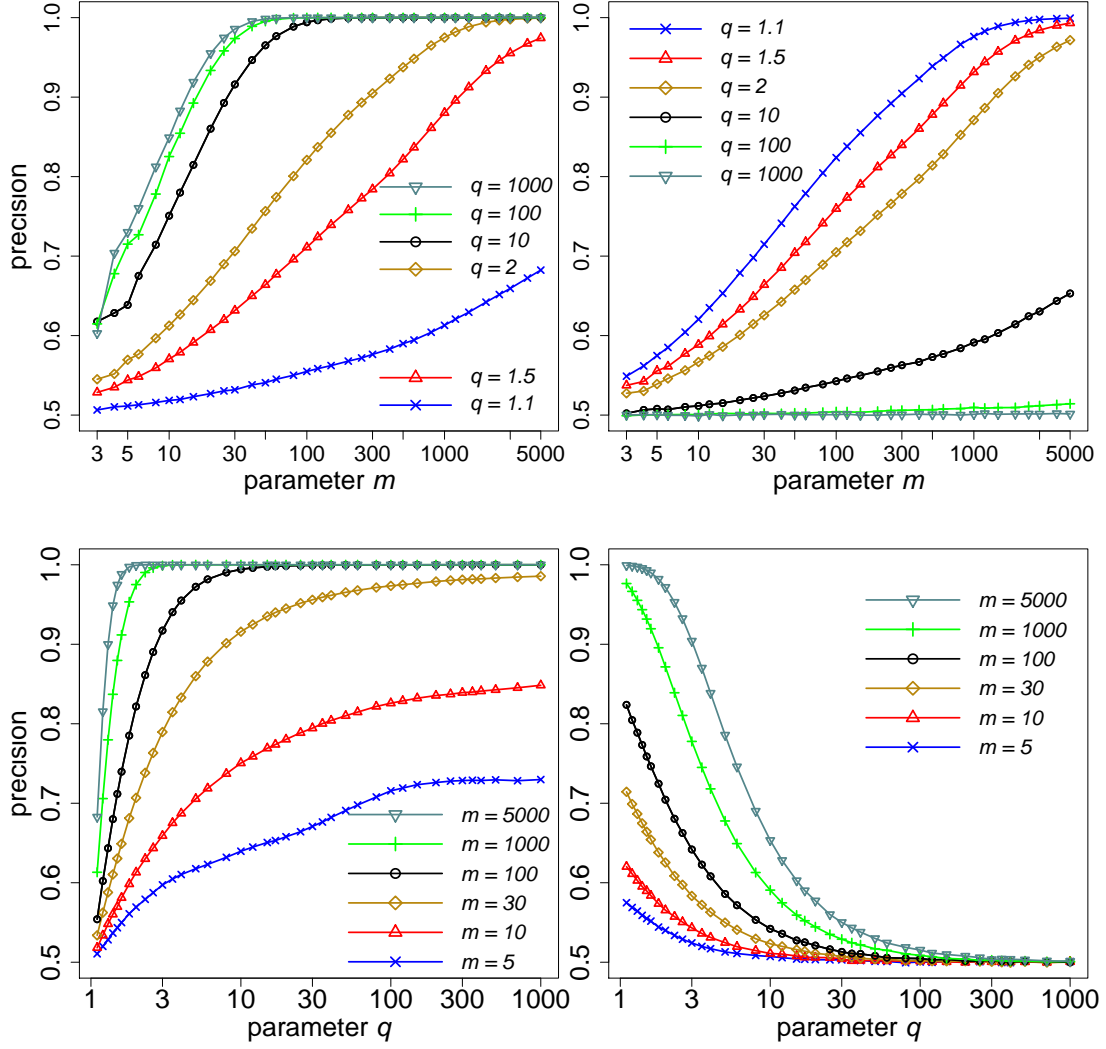 precision
1.0
0.9
0.8
0.7
0.6
0.5
q = 1000
q = 100
q = 10
q = 2
q = 1.5
q = 1.1
3 5 10 30 100 300 1000 5000
parameter m
1.0
0.9
0.8
0.7
0.6
0.5
q = 1.1
q = 1.5
q = 2
q = 10
q = 100
q = 1000
3 5 10 30 100 300 1000 5000
parameter m
precision
1.0
0.9
0.8
0.7
0.6
0.5
m = 5000
m = 1000
m = 100
m = 30
m = 10
m = 5
1 3 10 30 100 300 1000
parameter q
1.0
0.9
0.8
0.7
0.6
0.5
m = 5000
m = 1000
m = 100
m = 30
m = 10
m = 5
1 3 10 30 100 300 1000
parameter q